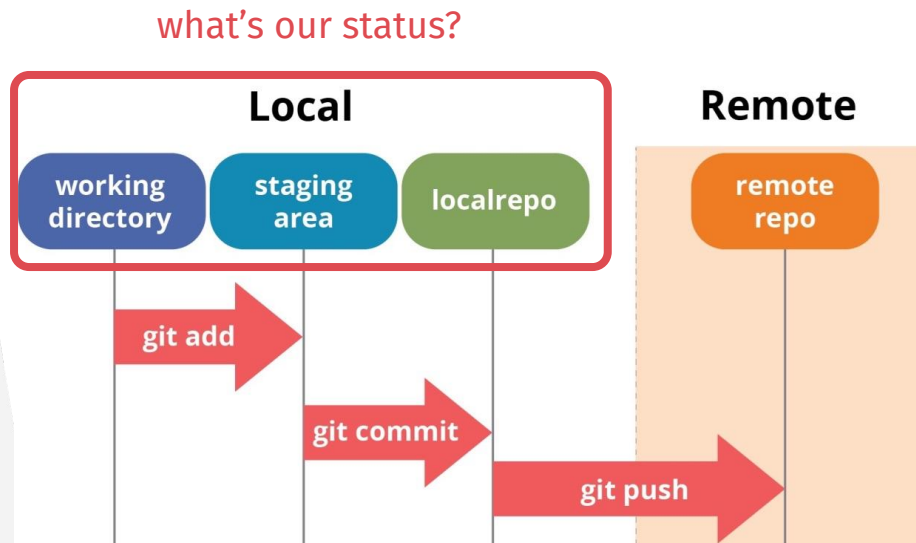 what’s our status?
Local
Remote
working
directory
staging
area
localrepo
remote
repo
git add
git commit
git push